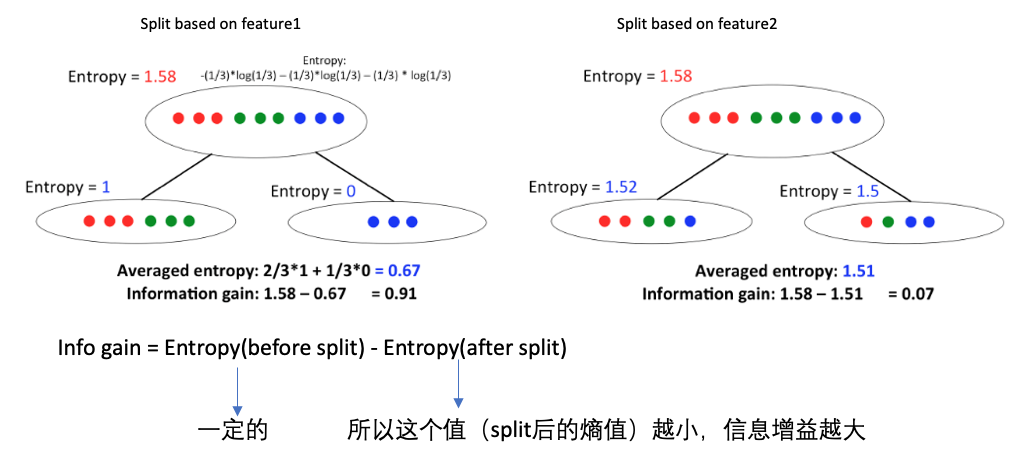 Split based on feature1
Split based on feature2
Entropy = 1.58
Entropy:
-(1/3)*log(1/3) – (1/3)*log(1/3) – (1/3) * log(1/3)
Entropy = 1.58
Entropy = 1
Entropy = 0
Entropy = 1.52
Entropy = 1.5
Averaged entropy: 2/3*1 + 1/3*0 = 0.67
Information gain: 1.58 – 0.67 = 0.91
Averaged entropy: 1.51
Information gain: 1.58 – 1.51 = 0.07
Info gain = Entropy(before split) - Entropy(after split)
一定的
所以这个值（split后的熵值）越小，信息增益越大